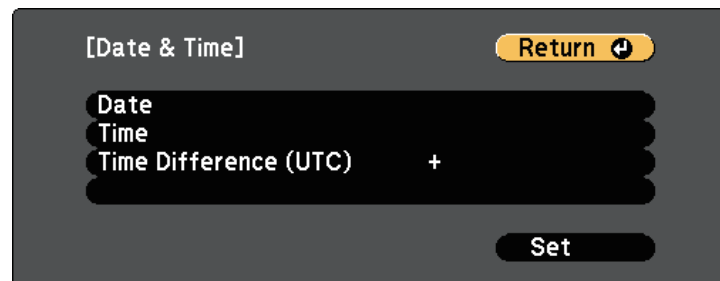 [Date & Time]
Return
Date
Time
Time Difference (UTC) +
Set